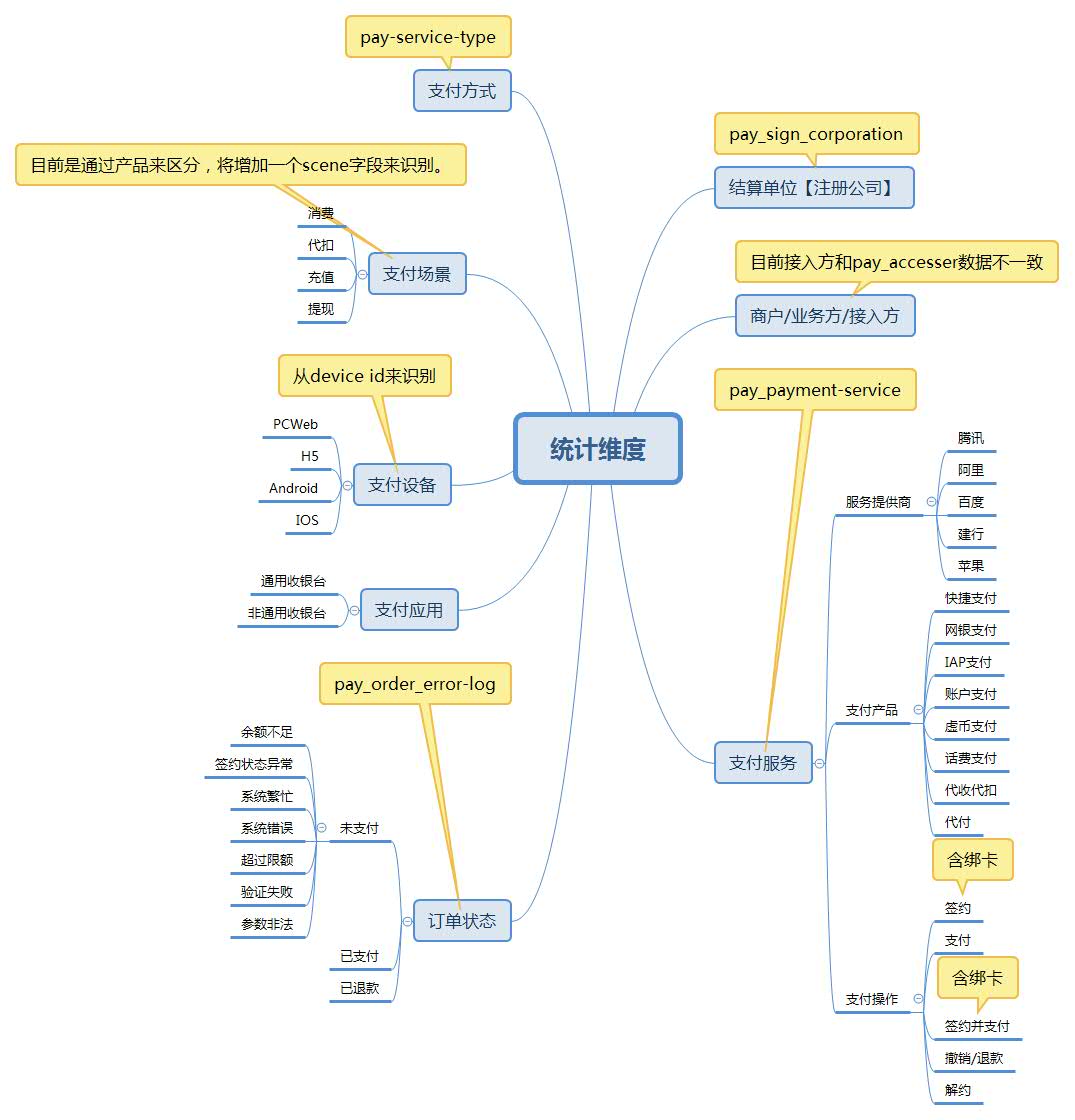 pay-service-type
支付方式
目前是通过产品来区分，将增加一个scene字段来识别。
消费
代扣
充值
提现
支付场景
从device id来识别
PCWeb
H5
Android
IOS
支付设备
通用收银台
非通用收银台
支付应用
pay_order_error-log
余额不足
签约状态异常
系统繁忙
系统错误
超过限额
验证失败
参数非法
未支付
已支付
已退款
订单状态
统计维度
pay_sign_corporation
结算单位【注册公司】
目前接入方和pay_accesser数据不一致
商户/业务方/接入方
pay_payment-service
支付服务
服务提供商
腾讯
阿里
百度
建行
苹果
支付产品
快捷支付
网银支付
IAP支付
账户支付
虚币支付
话费支付
代收代扣
代付
支付操作
含绑卡
签约
支付
含绑卡
签约并支付
撤销/退款
解约